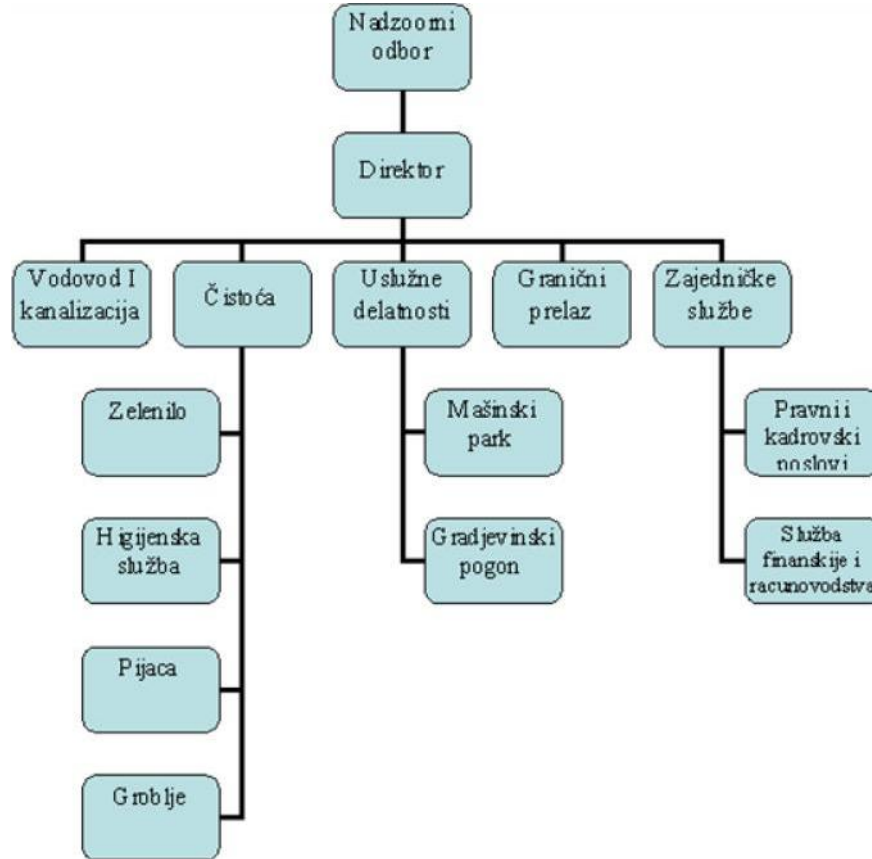 Nadzoorni
odbor
Direktor
Vodovod I
kanalizacija
Čistoća
Uslužne
delatnosti
Granični
prelaz
Zajedničke
službe
Zelenilo
Mašinski
park
Pravni i
kadrovski
poslovi
Higijenska
služba
Gradjevinski
pogon
Služba
finanskije i
racunovodstva
Pijaca
Groblje